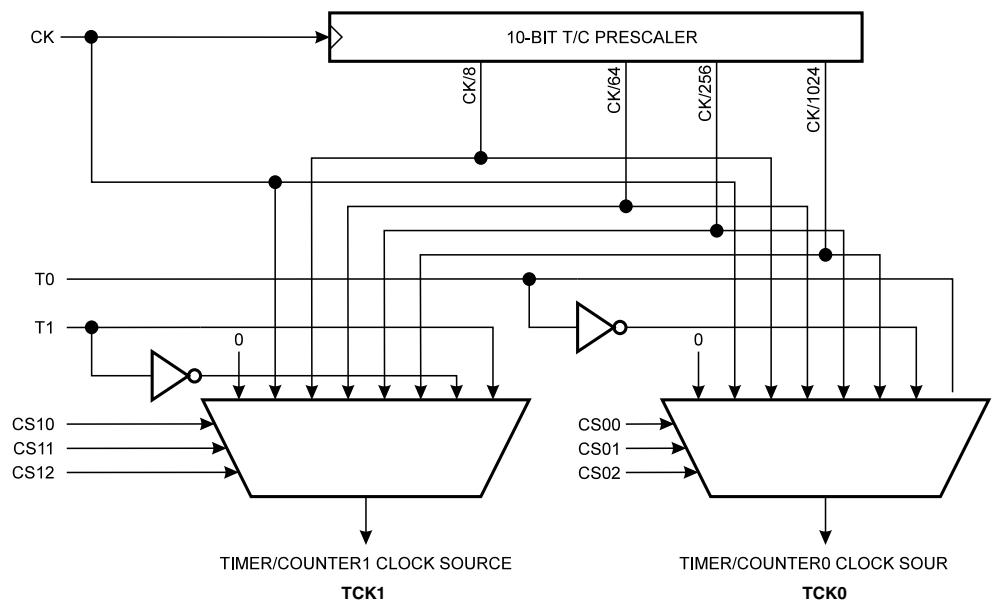 CK
10-BIT T/C PRESCALER
CK/8
CK/64
CK/256
CK/1024
T0
T1
0
0
CS10
CS11
CS12
CS00
CS01
CS02
TIMER/COUNTER1 CLOCK SOURCE
TCK1
TIMER/COUNTER0 CLOCK SOUR
TCK0